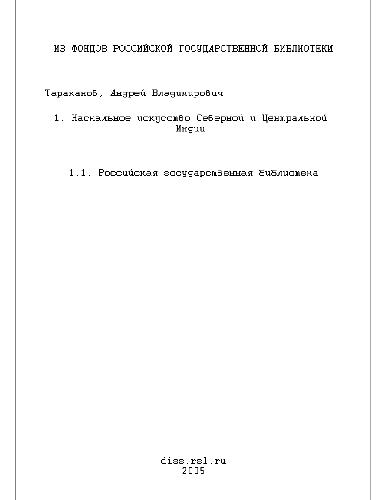 ИЗ ФОНДОВ РОССИЙСКОЙ ГОСУДАРСТВЕННОЙ БИБЛИОТЕКИ
Тараканов, Андрей Владимирович
1. Наскальное искусство Северной и Центральной
Индии
1.1. Российская государственная библиотека
diss.rsl.ru
2005